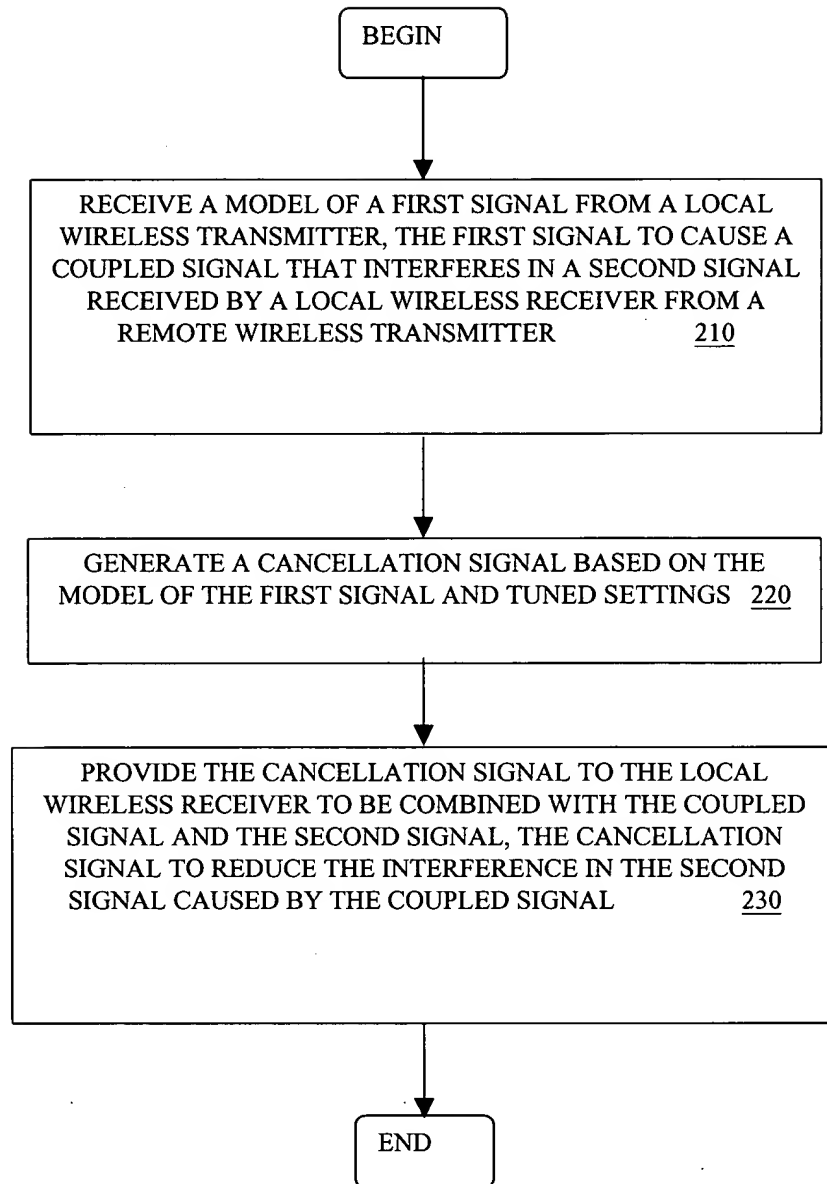 BEGIN
RECEIVE A MODEL OF A FIRST SIGNAL FROM A LOCAL
WIRELESS TRANSMITTER, THE FIRST SIGNAL TO CAUSE A
COUPLED SIGNAL THAT INTERFERES IN A SECOND SIGNAL
RECEIVED BY A LOCAL WIRELESS RECEIVER FROM A
REMOTE WIRELESS TRANSMITTER 210
GENERATE A CANCELLATION SIGNAL BASED ON THE
MODEL OF THE FIRST SIGNAL AND TUNED SETTINGS 220
PROVIDE THE CANCELLATION SIGNAL TO THE LOCAL
WIRELESS RECEIVER TO BE COMBINED WITH THE COUPLED
SIGNAL AND THE SECOND SIGNAL, THE CANCELLATION
SIGNAL TO REDUCE THE INTERFERENCE IN THE SECOND
SIGNAL CAUSED BY THE COUPLED SIGNAL 230
END